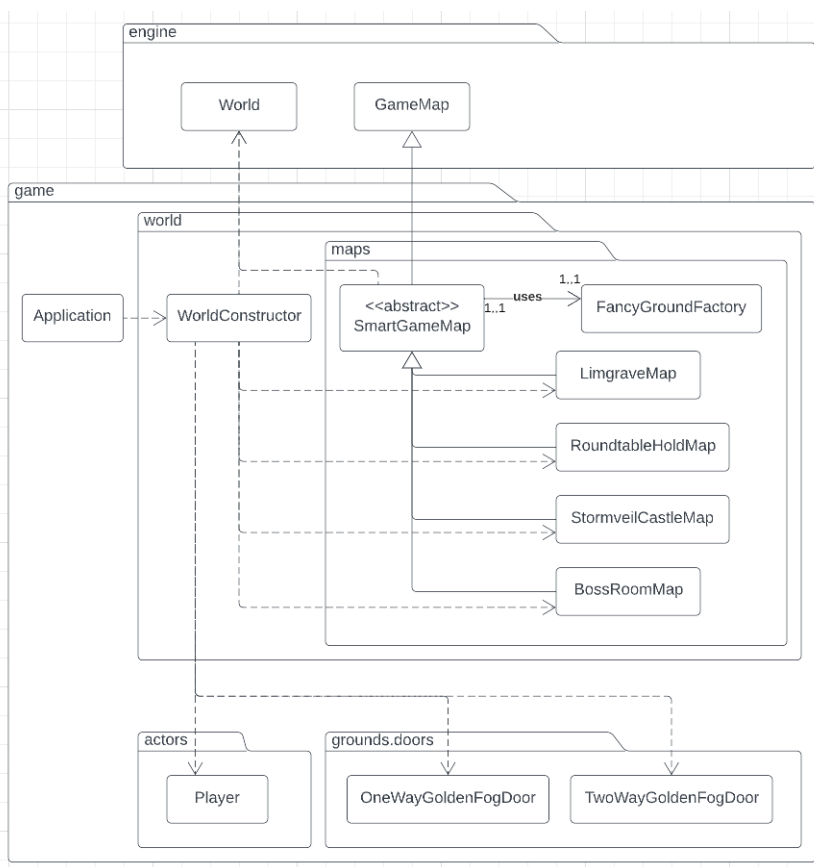 engine
World
GameMap
game
world
maps
1,,1
uses
1,,1
<<abstract>>
SmartGameMap
FancyGroundFactory
Application
WorldConstructor
LimgraveMap
RoundtableHoldMap
StormveilCastleMap
BossRoomMap
actors
grounds.doors
Player
OneWayGoldenFogDoor
TwoWayGoldenFogDoor